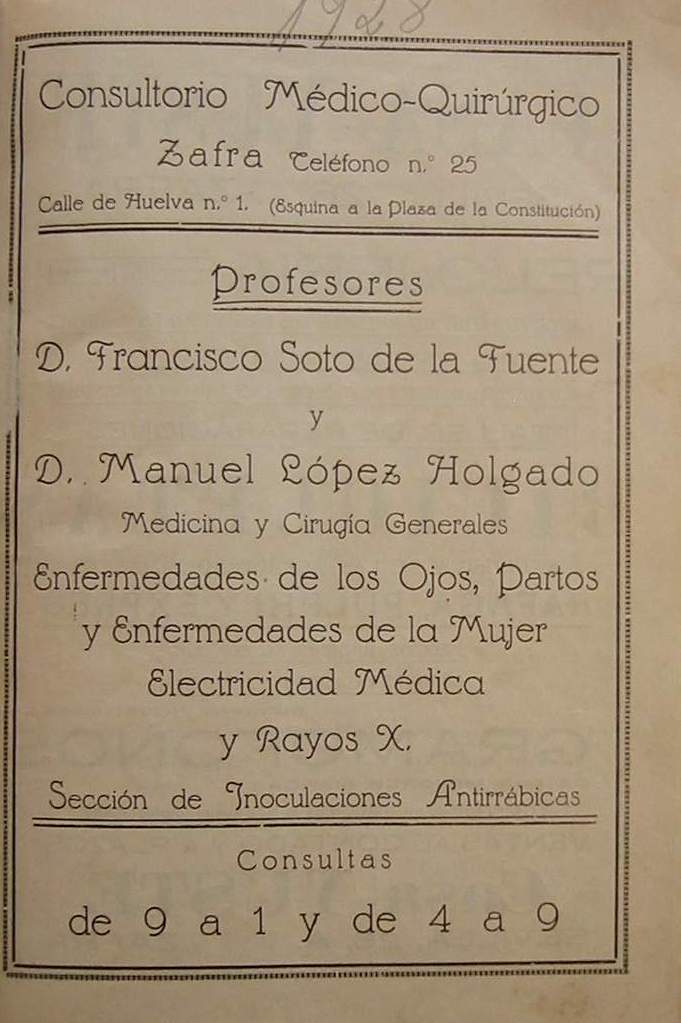 1928
Consultorio Médico-Quirúrgico
Zafra Teléfono n.° 25
Calle de Huelva n.° 1. (Esquina a la Plaza de la Constitución)
Profesores
D. Francisco Soto de la Fuente
y
D. Manuel López Holgado
Medicina y Cirugía Generales
Enfermedades de los Ojos, Partos
y Enfermedades de la Mujer
Electricidad Médica
y Rayos X.
Sección de Inoculaciones Antirrábicas
Consultas
de 9 a 1 y de 4 a 9